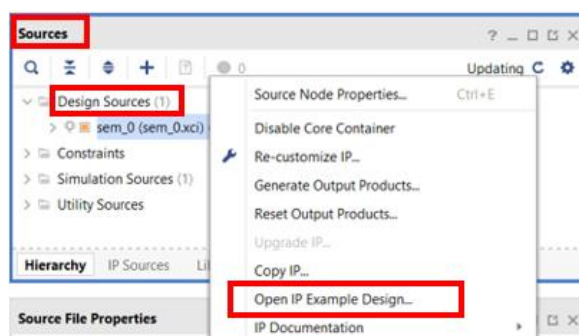 Sources
? _
0
Updating
Design Sources (1)
sem_0 (sem_0.xci)
Constraints
Simulation Sources (1)
Utility Sources
Hierarchy IP Sources
Source Node Properties... Ctrl+E
Disable Core Container
Re-customize IP...
Generate Output Products...
Reset Output Products...
Upgrade IP...
Copy IP...
Open IP Example Design...
IP Documentation
Source File Properties